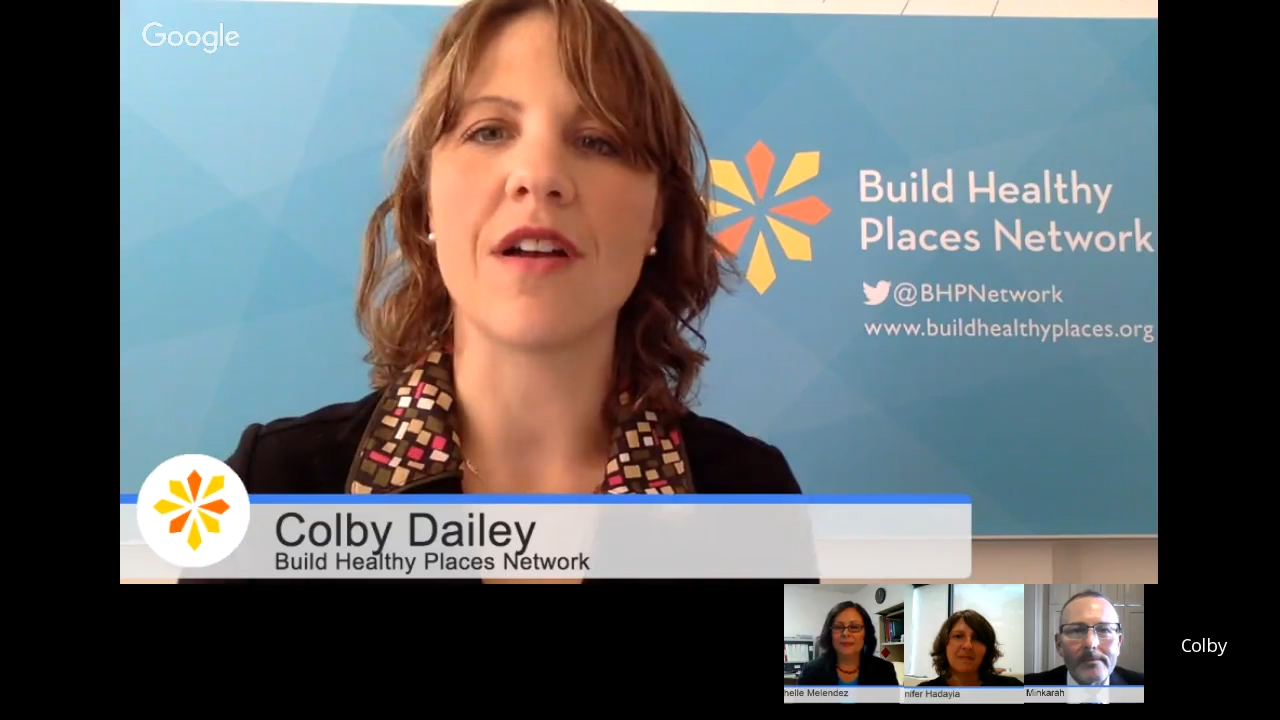 Google
Build Healthy
Places Network
@BHPNetwork
www.buildhealthyplaces.org
Colby Dailey
Build Healthy Places Network
helle Melendez
nifer Hadayia
Minkarah
Colby